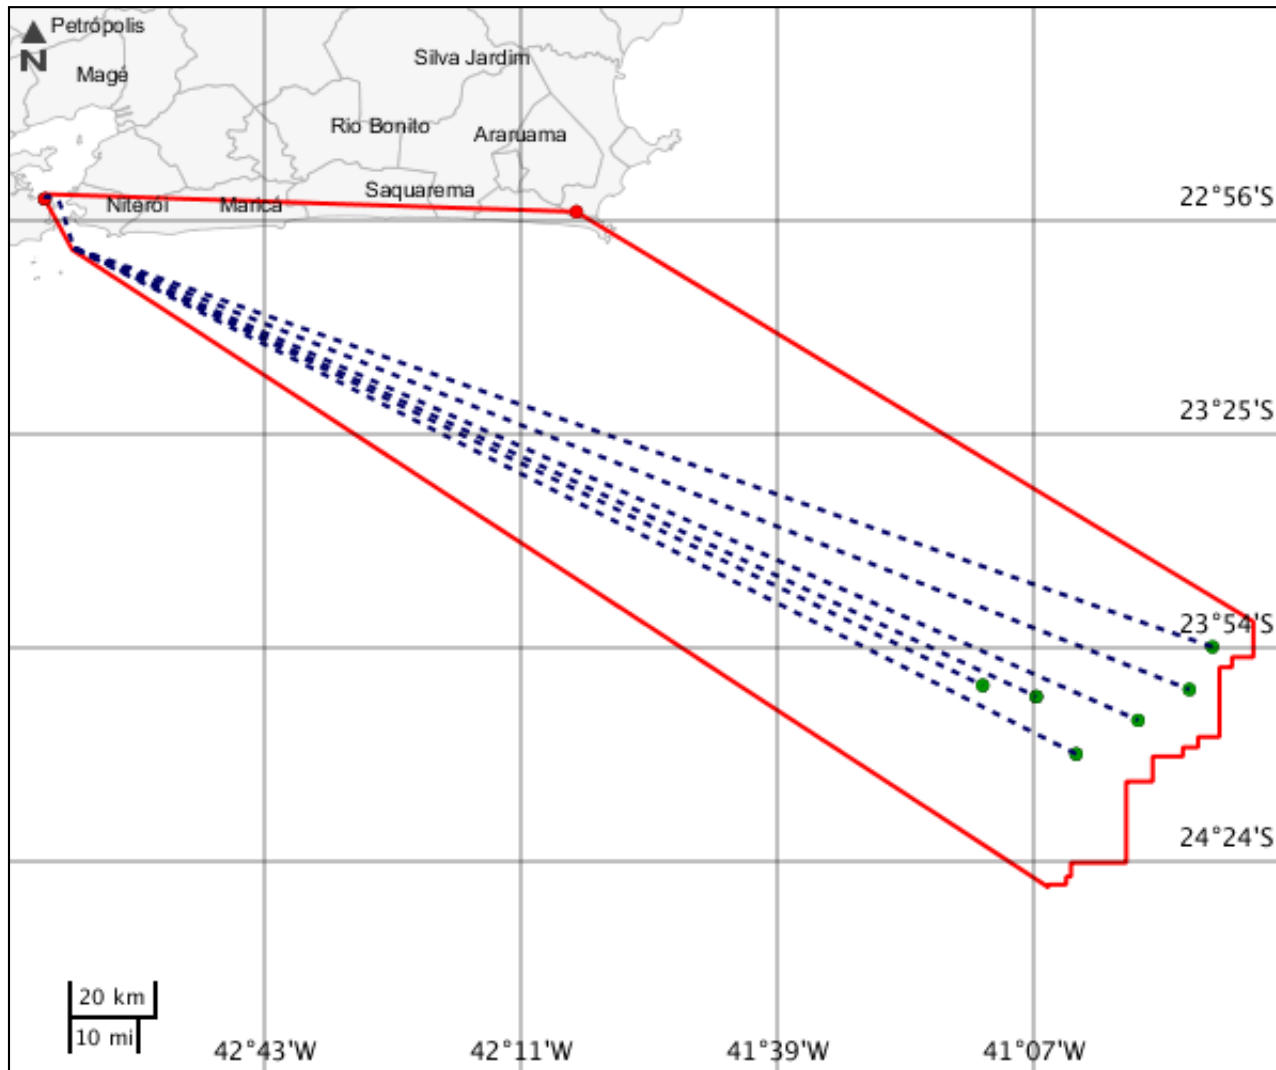 Petrópolis
N
Magé
Silva Jardim
Rio Bonito
Araruama
Saquarema
Niterói
Maricá
22°56'S
23°25'S
23°54'S
24°24'S
20 km
10 mi
42°43'W
42°11'W
41°39'W
41°07'W